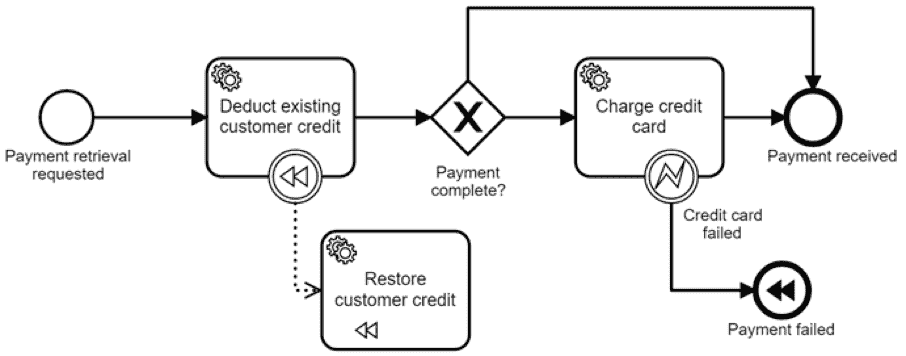 Deduct existing
customer credit
Charge credit
card
Payment retrieval
requested
Payment
complete?
Payment received
Credit card
failed
Restore
customer credit
Payment failed